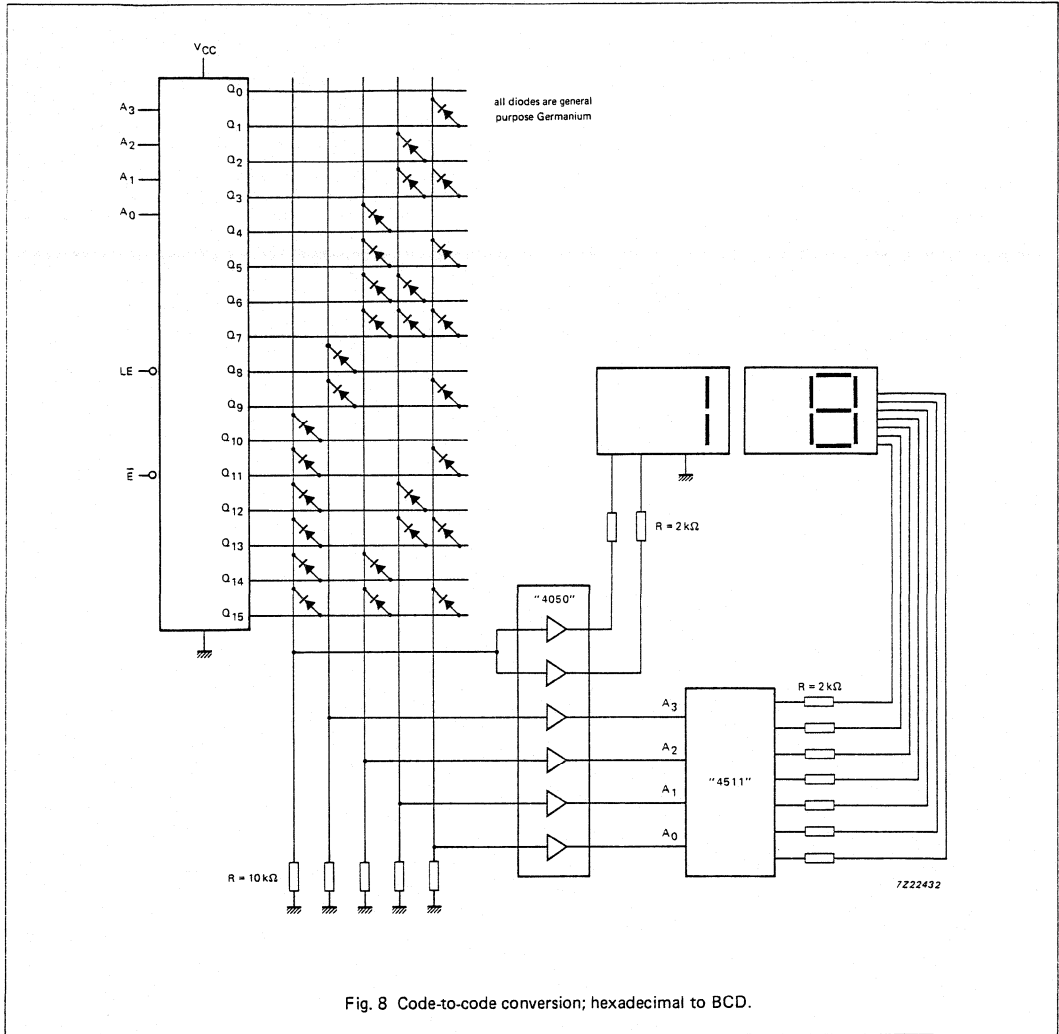 VCC
A3
A2
A1
A0
LE
E̅
Q0
Q1
Q2
Q3
Q4
Q5
Q6
Q7
Q8
Q9
Q10
Q11
Q12
Q13
Q14
Q15
all diodes are general
purpose Germanium
R = 2 kΩ
"4050"
A3
A2
A1
A0
"4511"
R = 2 kΩ
R = 10 kΩ
7Z22432
Fig. 8 Code-to-code conversion; hexadecimal to BCD.